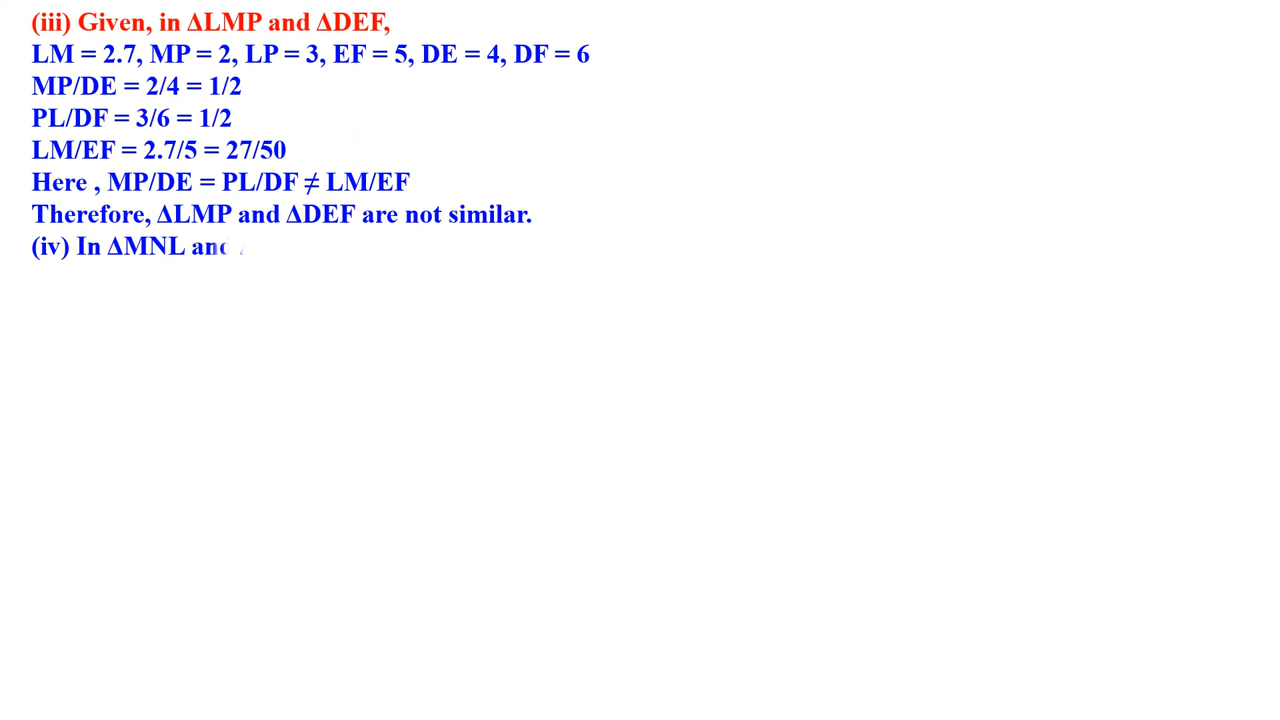 (iii) Given, in ΔLMP and ΔDEF,
LM = 2.7, MP = 2, LP = 3, EF = 5, DE = 4, DF = 6
MP/DE = 2/4 = 1/2
PL/DF = 3/6 = 1/2
LM/EF = 2.7/5 = 27/50
Here , MP/DE = PL/DF ≠ LM/EF
Therefore, ΔLMP and ΔDEF are not similar.
(iv) In ΔMNL and